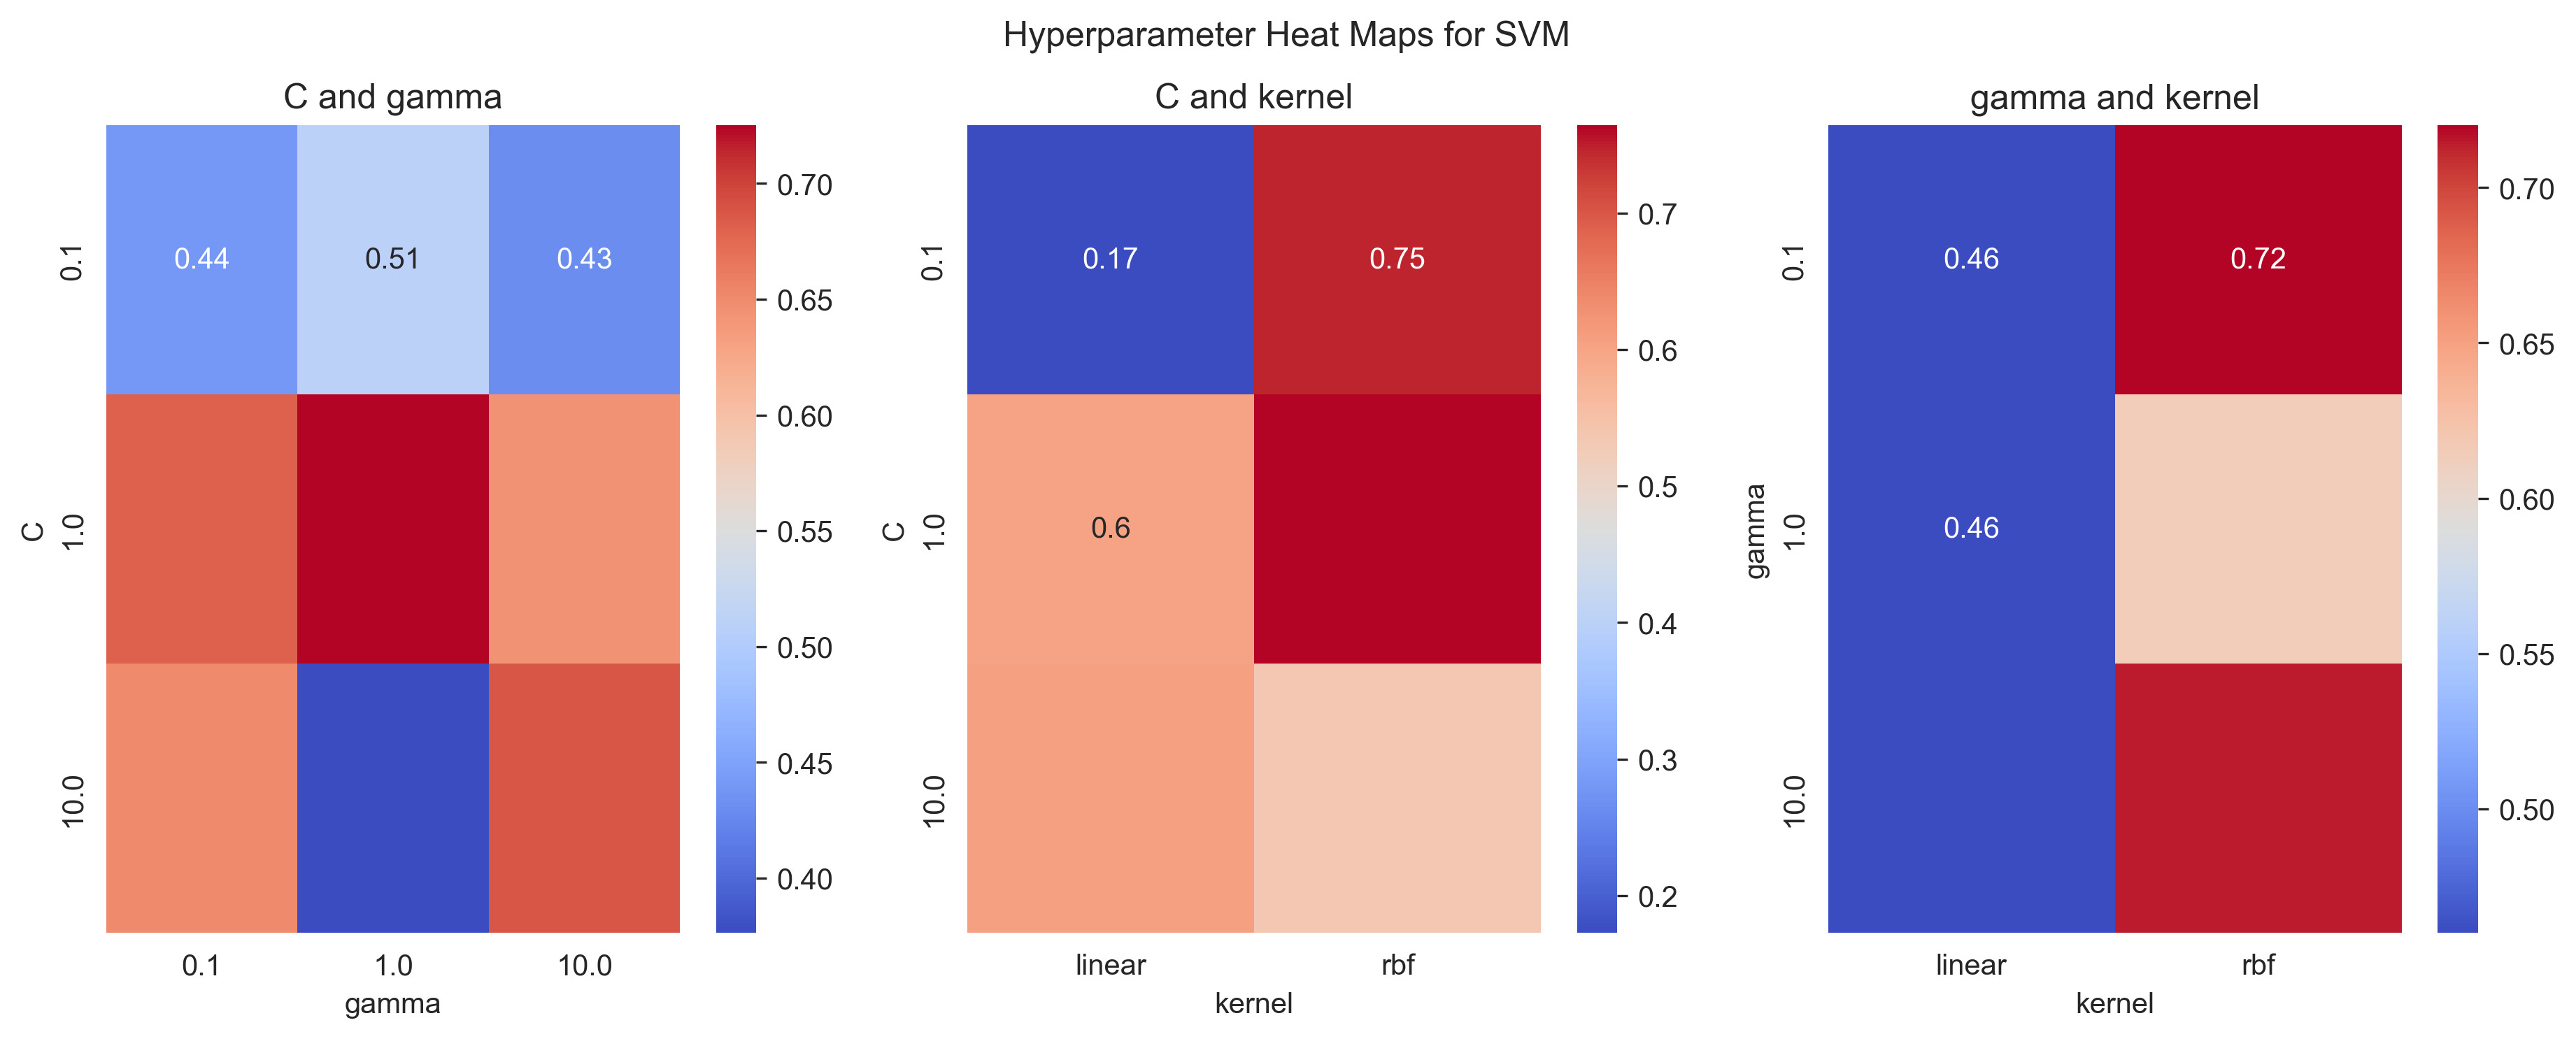 Hyperparameter Heat Maps for SVM
C and gamma
0.44 0.51 0.43
0.1
1.0
10.0
C
0.1 1.0 10.0
gamma
0.70
0.65
0.60
0.55
0.50
0.45
0.40
C and kernel
0.17 0.75
0.6
0.1
1.0
10.0
C
linear rbf
kernel
0.7
0.6
0.5
0.4
0.3
0.2
gamma and kernel
0.46 0.72
0.46
0.1
1.0
10.0
gamma
linear rbf
kernel
0.70
0.65
0.60
0.55
0.50